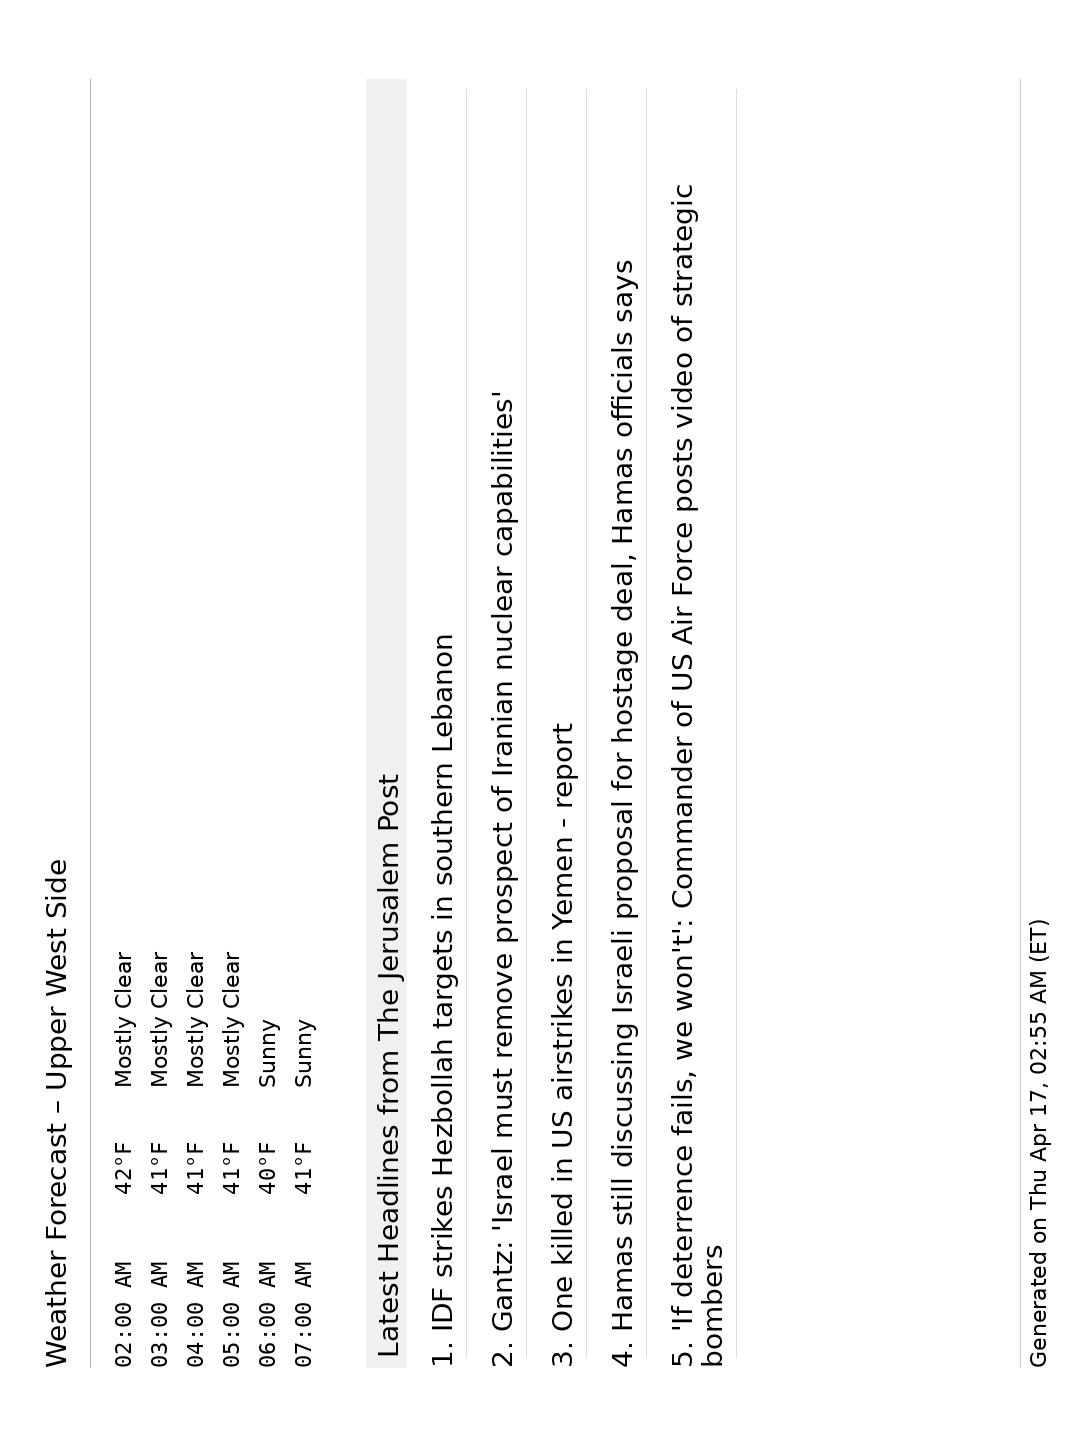 Weather Forecast – Upper West Side
02:00 AM 42°F Mostly Clear
03:00 AM 41°F Mostly Clear
04:00 AM 41°F Mostly Clear
05:00 AM 41°F Mostly Clear
06:00 AM 40°F Sunny
07:00 AM 41°F Sunny
Latest Headlines from The Jerusalem Post
1. IDF strikes Hezbollah targets in southern Lebanon
2. Gantz: 'Israel must remove prospect of Iranian nuclear capabilities'
3. One killed in US airstrikes in Yemen - report
4. Hamas still discussing Israeli proposal for hostage deal, Hamas officials says
5. 'If deterrence fails, we won't': Commander of US Air Force posts video of strategic
bombers
Generated on Thu Apr 17, 02:55 AM (ET)